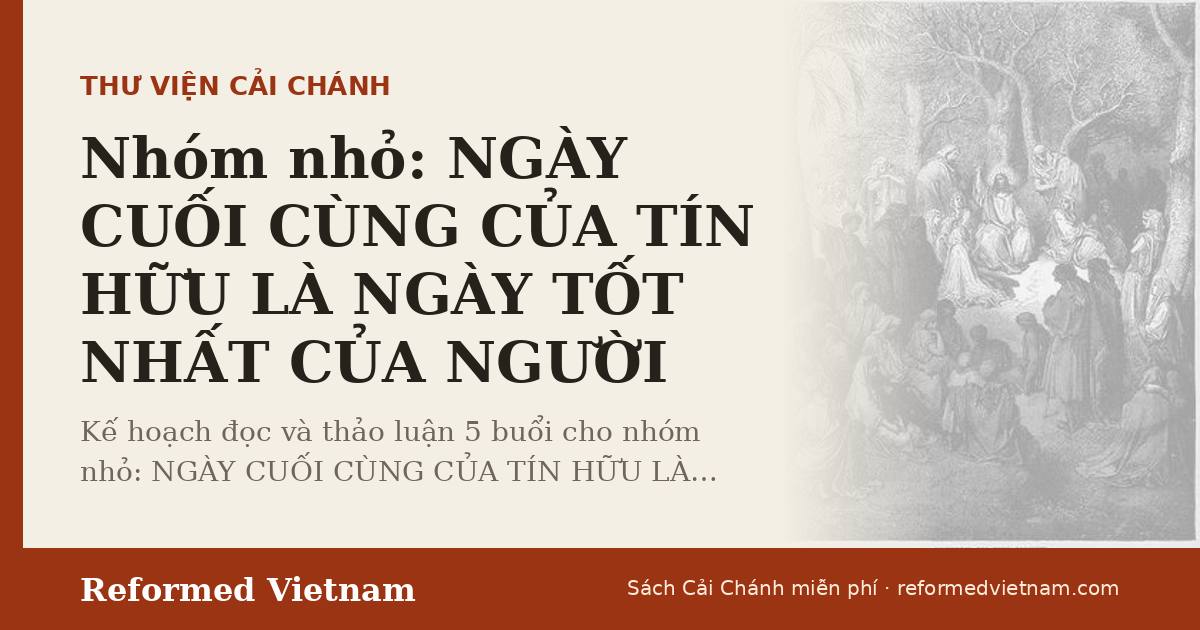 THƯ VIỆN CẢI CHÁNH
Nhóm nhỏ: NGÀY
CUỐI CÙNG CỦA TÍN
HỮU LÀ NGÀY TỐT
NHẤT CỦA NGƯỜI
Kế hoạch đọc và thảo luận 5 buổi cho nhóm
nhỏ: NGÀY CUỐI CÙNG CỦA TÍN HỮU LÀ...
Reformed Vietnam
Sách Cải Chánh miễn phí · reformedvietnam.com